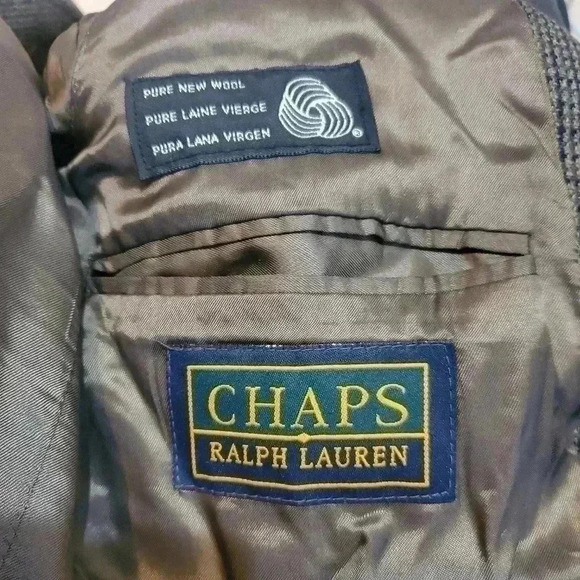 PURE NEW WOOL
PURE LAINE VIERGE
PURA LANA VIRGEN
®
CHAPS
RALPH LAUREN